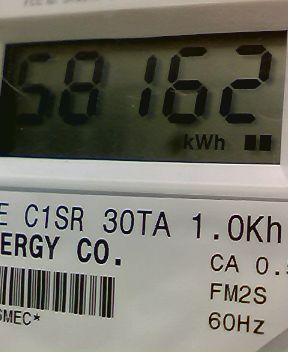 58162
kWh
E C1SR 30TA 1.0Kh
ERGY CO.
CA 0.
FM2S
60Hz
SMEC*